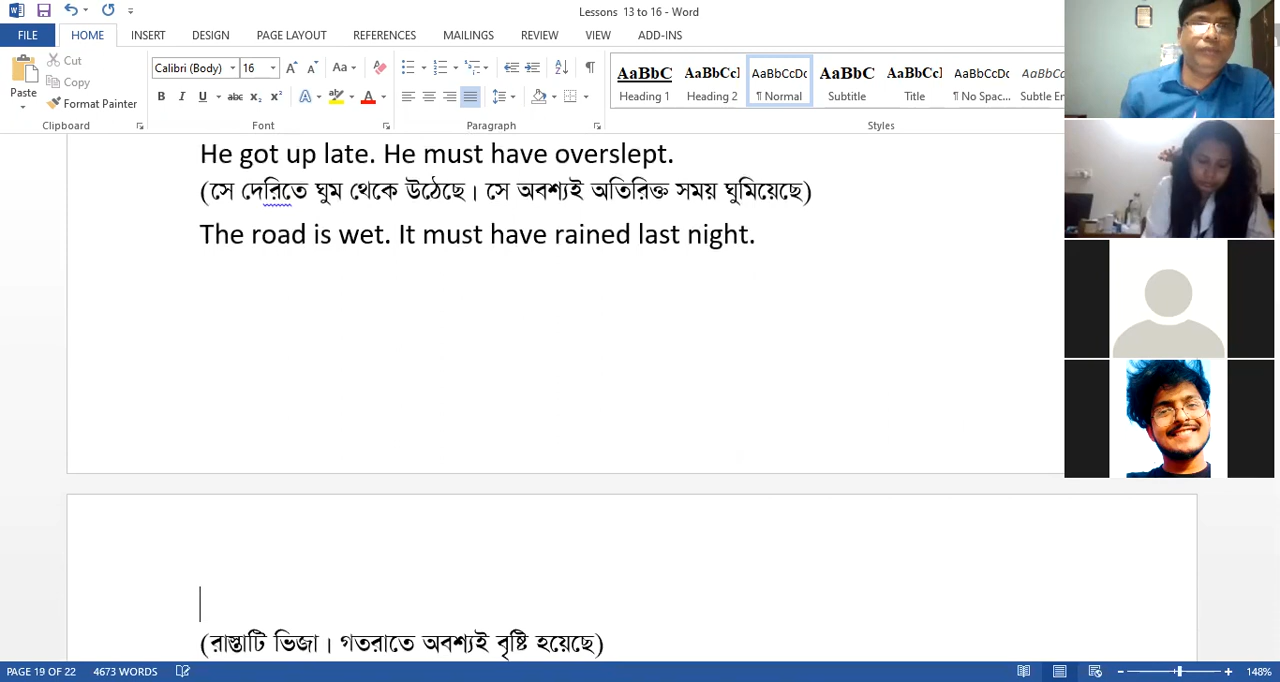 Lessons 13 to 16 - Word
FILE HOME INSERT DESIGN PAGE LAYOUT REFERENCES MAILINGS REVIEW VIEW ADD-INS
Cut
Copy
Format Painter
Paste
Clipboard
Calibri (Body) 16
Font
Paragraph
AaBbC AaBbCcI AaBbCcDc AaBbC AaBbCcI AaBbCcDc AaBbCcDc
Heading 1 Heading 2 ¶ Normal Subtitle Title ¶ No Spac... Subtle Em
Styles
He got up late. He must have overslept.
(সে দেরিতে ঘুম থেকে উঠেছে। সে অবশ্যই অতিরিক্ত সময় ঘুমিয়েছে)
The road is wet. It must have rained last night.
(রাস্তাটি ভিজা। গতরাতে অবশ্যই বৃষ্টি হয়েছে)
PAGE 19 OF 22 4673 WORDS 148%